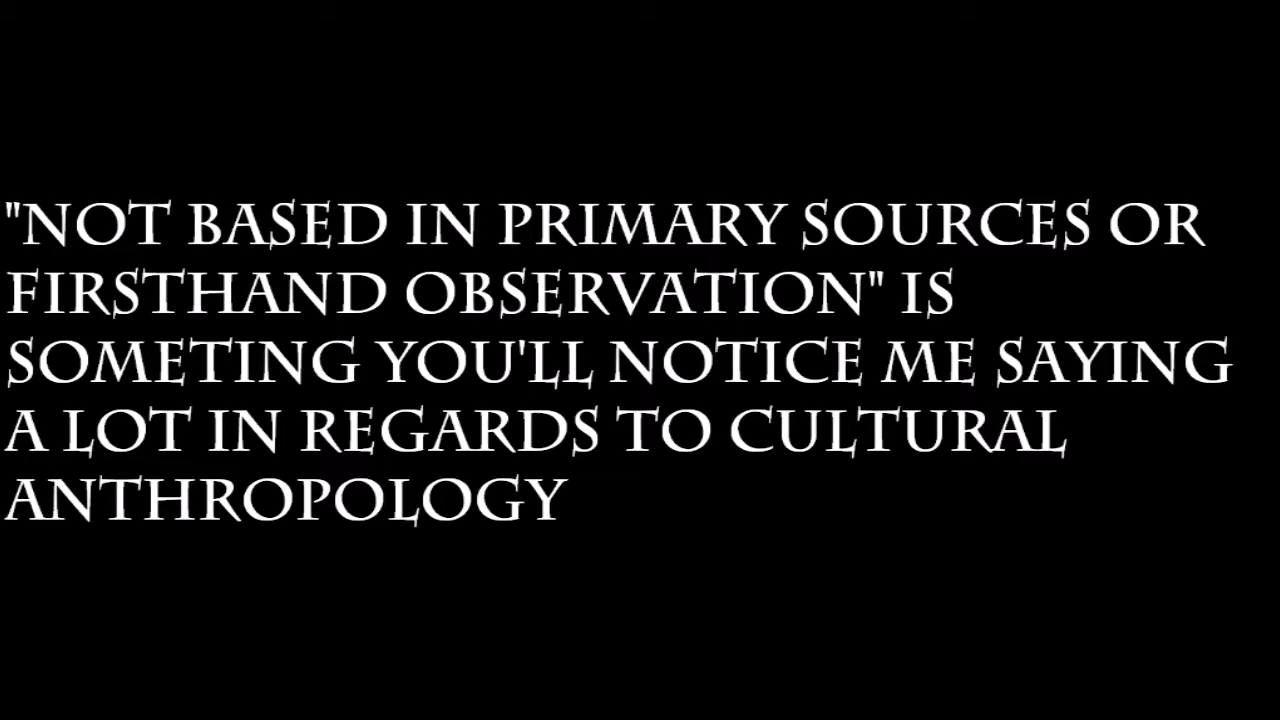 "NOT BASED IN PRIMARY SOURCES OR
FIRSTHAND OBSERVATION" IS
SOMETING YOU'LL NOTICE ME SAYING
A LOT IN REGARDS TO CULTURAL
ANTHROPOLOGY